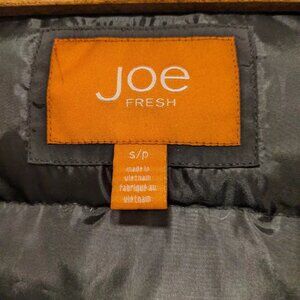 Joe
FRESH
s/p
made in
vietnam
fabriqué au
vietnam